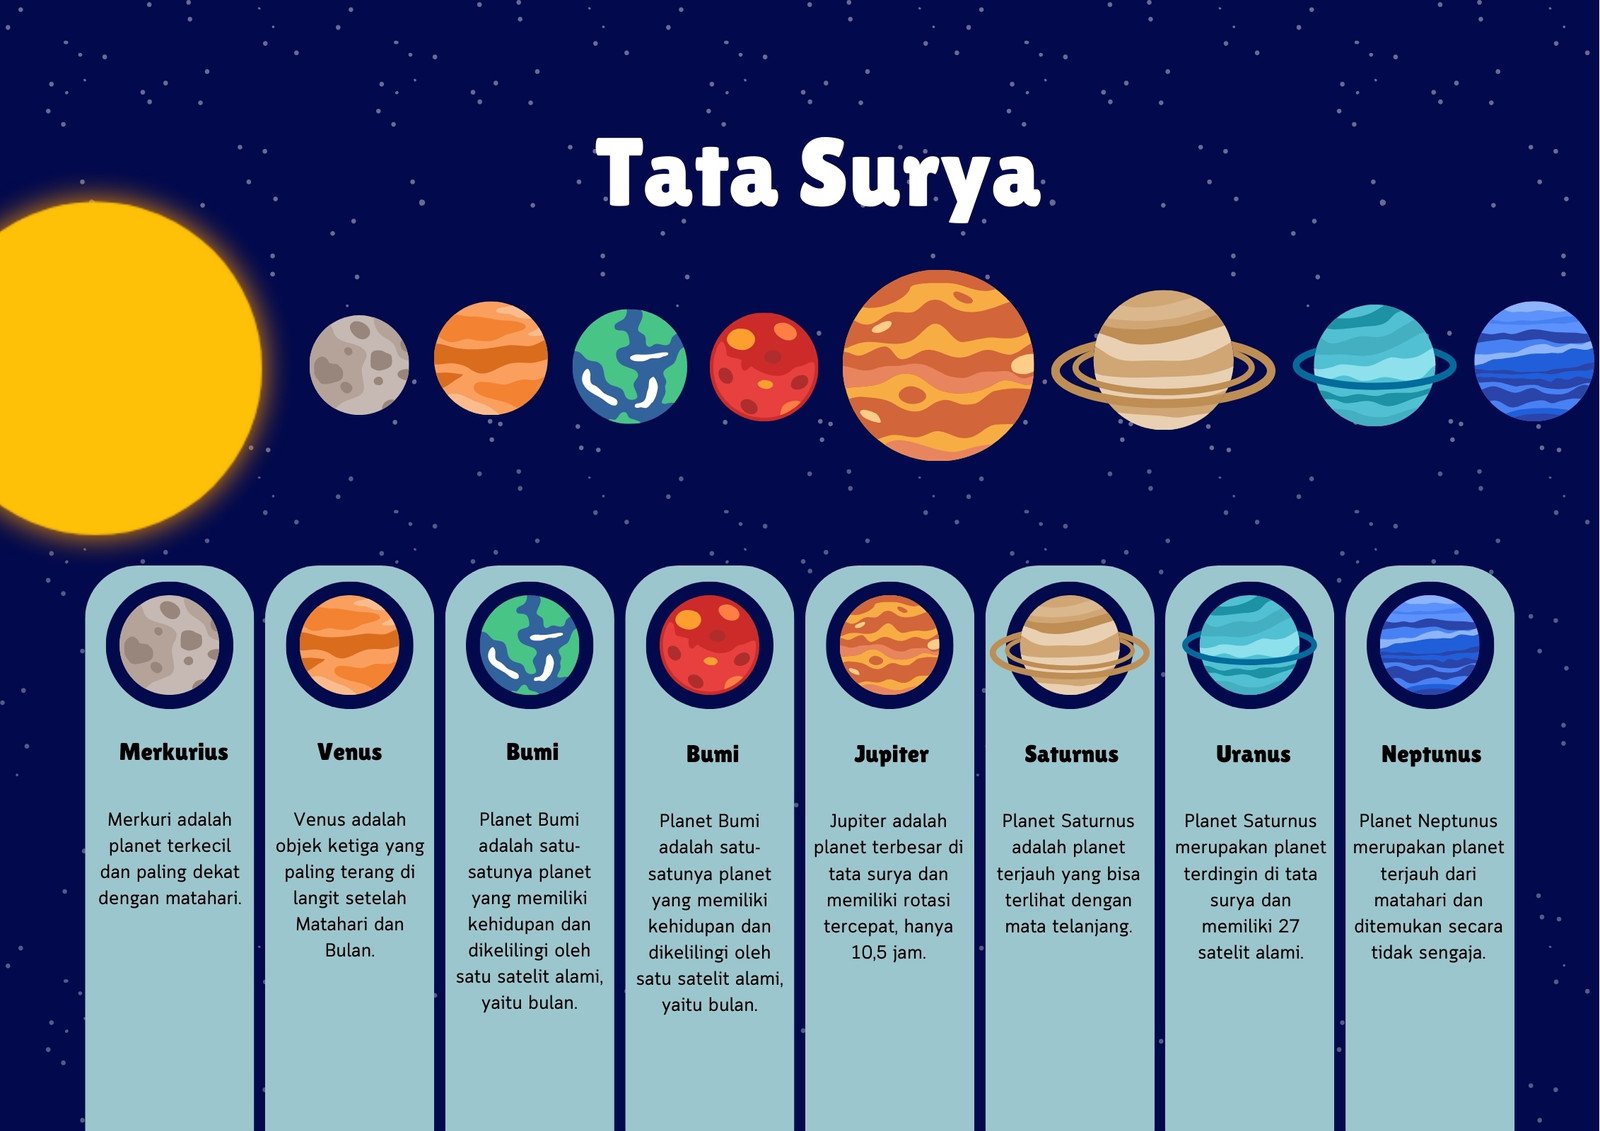 Tata Surya
Merkurius
Merkuri adalah
planet terkecil
dan paling dekat
dengan matahari.
Venus
Venus adalah
objek ketiga yang
paling terang di
langit setelah
Matahari dan
Bulan.
Bumi
Planet Bumi
adalah satu-
satunya planet
yang memiliki
kehidupan dan
dikelilingi oleh
satu satelit alami,
yaitu bulan.
Bumi
Planet Bumi
adalah satu-
satunya planet
yang memiliki
kehidupan dan
dikelilingi oleh
satu satelit alami,
yaitu bulan.
Jupiter
Jupiter adalah
planet terbesar di
tata surya dan
memiliki rotasi
tercepat, hanya
10,5 jam.
Saturnus
Planet Saturnus
adalah planet
terjauh yang bisa
terlihat dengan
mata telanjang.
Uranus
Planet Saturnus
merupakan planet
terdingin di tata
surya dan
memiliki 27
satelit alami.
Neptunus
Planet Neptunus
merupakan planet
terjauh dari
matahari dan
ditemukan secara
tidak sengaja.